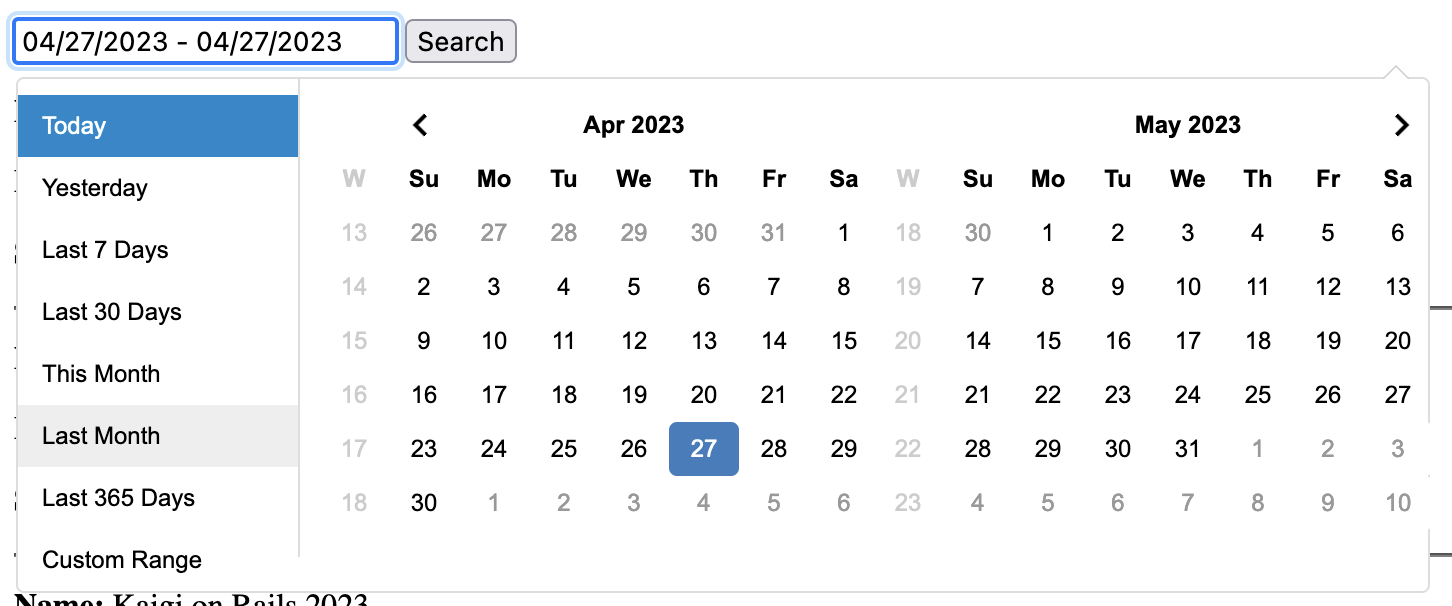 04/27/2023 - 04/27/2023 Search
Today
Yesterday
Last 7 Days
Last 30 Days
This Month
Last Month
Last 365 Days
Custom Range
Apr 2023
W Su Mo Tu We Th Fr Sa
13 26 27 28 29 30 31 1
14 2 3 4 5 6 7 8
15 9 10 11 12 13 14 15
16 16 17 18 19 20 21 22
17 23 24 25 26 27 28 29
18 30 1 2 3 4 5 6
May 2023
W Su Mo Tu We Th Fr Sa
18 30 1 2 3 4 5 6
19 7 8 9 10 11 12 13
20 14 15 16 17 18 19 20
21 21 22 23 24 25 26 27
22 28 29 30 31 1 2 3
23 4 5 6 7 8 9 10
Name: Kaigi on Rails 2023